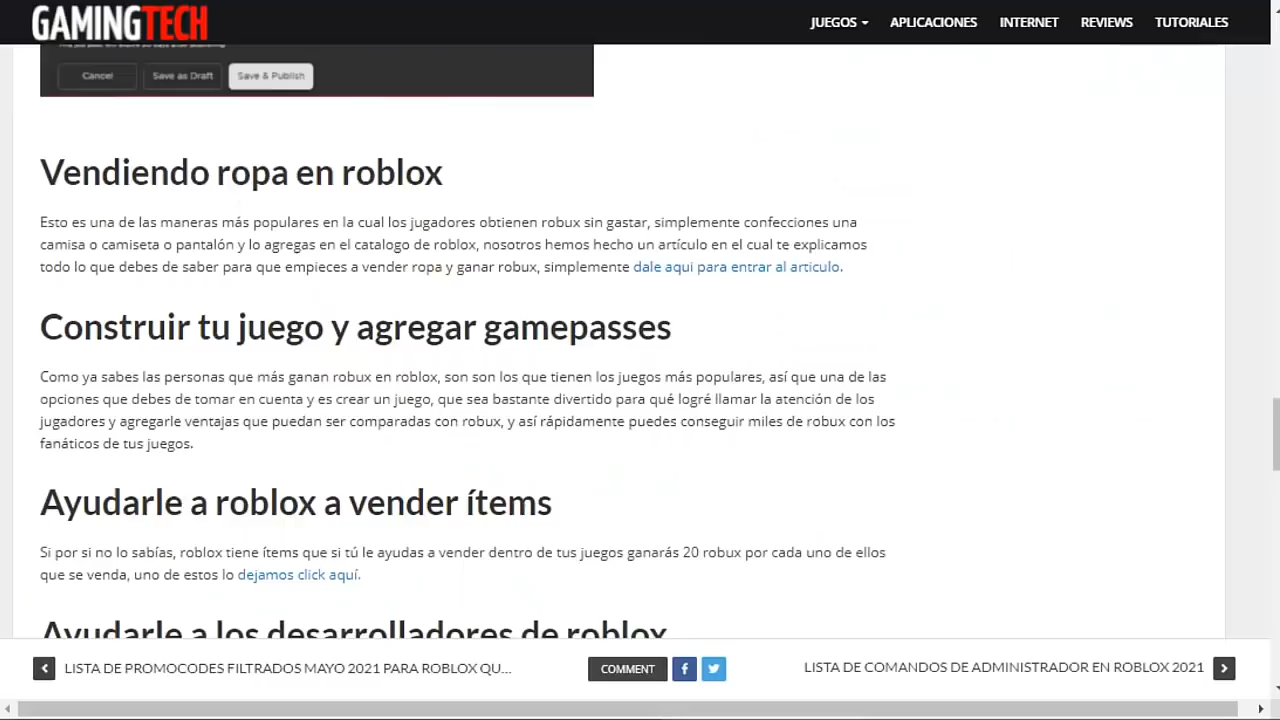 GAMINGTECH
JUEGOS
APLICACIONES
INTERNET
REVIEWS
TUTORIALES
Cancel
Save as Draft
Save & Publish
Vendiendo ropa en roblox
Esto es una de las maneras más populares en la cual los jugadores obtienen robux sin gastar, simplemente confecciones una
camisa o camiseta o pantalón y lo agregas en el catalogo de roblox, nosotros hemos hecho un artículo en el cual te explicamos
todo lo que debes de saber para que empieces a vender ropa y ganar robux, simplemente dale aqui para entrar al articulo.
Construir tu juego y agregar gamepasses
Como ya sabes las personas que más ganan robux en roblox, son son los que tienen los juegos más populares, así que una de las
opciones que debes de tomar en cuenta y es crear un juego, que sea bastante divertido para qué logré llamar la atención de los
jugadores y agregarle ventajas que puedan ser comparadas con robux, y así rápidamente puedes conseguir miles de robux con los
fanáticos de tus juegos.
Ayudarle a roblox a vender ítems
Si por si no lo sabías, roblox tiene ítems que si tú le ayudas a vender dentro de tus juegos ganarás 20 robux por cada uno de ellos
que se venda, uno de estos lo dejamos click aquí.
Ayudarle a los desarrolladores de roblox
LISTA DE PROMOCODES FILTRADOS MAYO 2021 PARA ROBLOX QU...
COMMENT
LISTA DE COMANDOS DE ADMINISTRADOR EN ROBLOX 2021